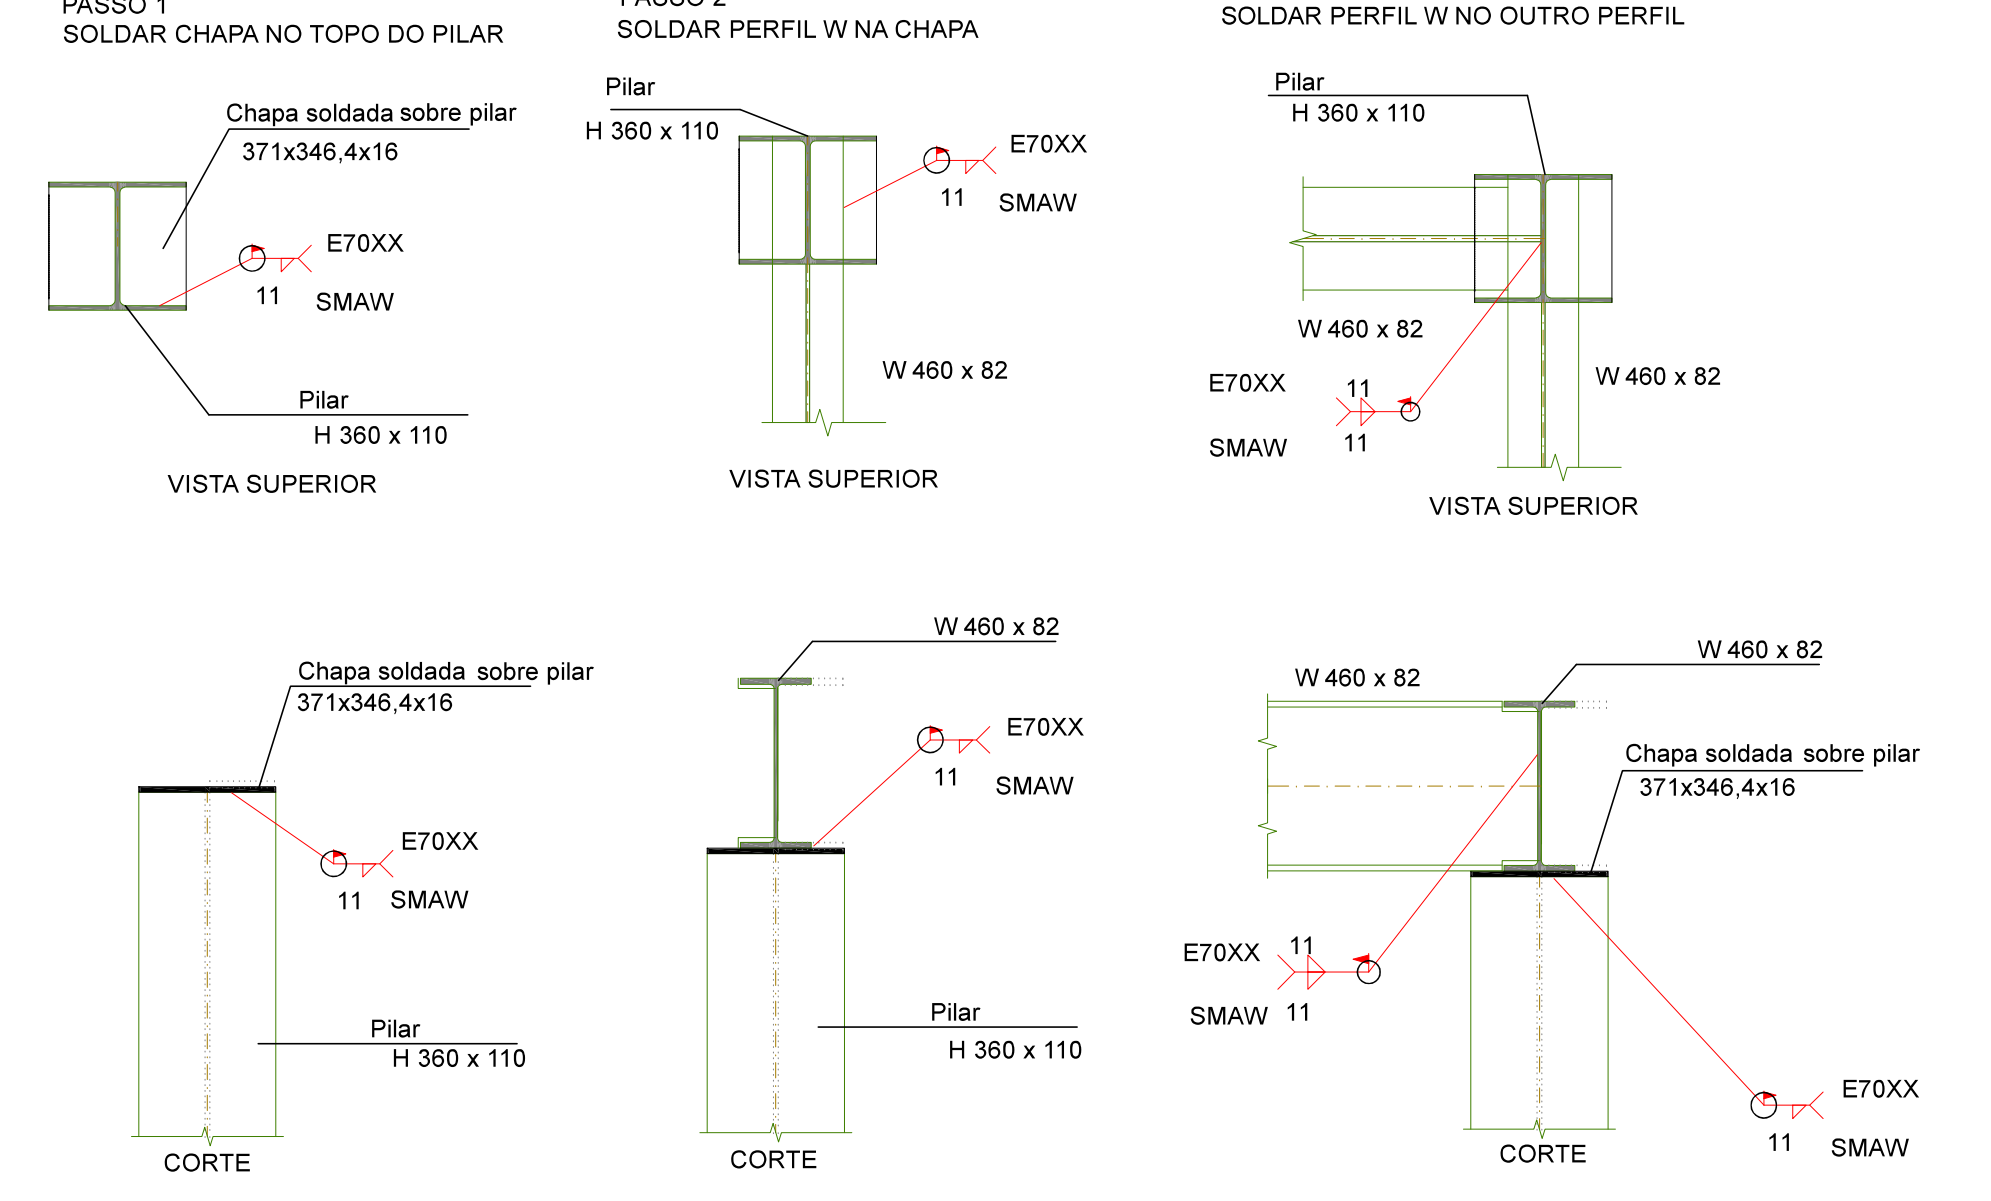 PASSO 1
SOLDAR CHAPA NO TOPO DO PILAR
Chapa soldada sobre pilar
371x346,4x16
E70XX
11
SMAW
Pilar
H 360 x 110
VISTA SUPERIOR
PASSO 2
SOLDAR PERFIL W NA CHAPA
Pilar
H 360 x 110
E70XX
11
SMAW
W 460 x 82
VISTA SUPERIOR
SOLDAR PERFIL W NO OUTRO PERFIL
Pilar
H 360 x 110
W 460 x 82
E70XX
11
SMAW
11
W 460 x 82
VISTA SUPERIOR
Chapa soldada sobre pilar
371x346,4x16
E70XX
11
SMAW
Pilar
H 360 x 110
CORTE
W 460 x 82
E70XX
11
SMAW
Pilar
H 360 x 110
CORTE
W 460 x 82
W 460 x 82
Chapa soldada sobre pilar
371x346,4x16
E70XX
11
SMAW
11
E70XX
11
SMAW
CORTE